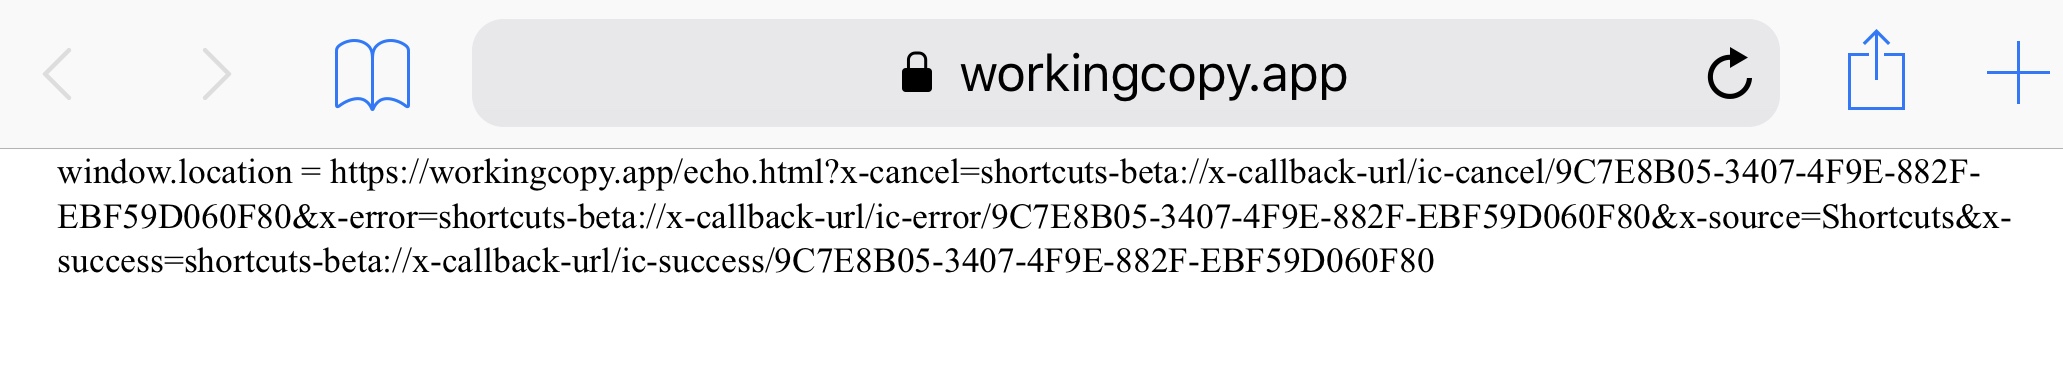 workingcopy.app
window.location = https://workingcopy.app/echo.html?x-cancel=shortcuts-beta://x-callback-url/ic-cancel/9C7E8B05-3407-4F9E-882F-
EBF59D060F80&x-error=shortcuts-beta://x-callback-url/ic-error/9C7E8B05-3407-4F9E-882F-EBF59D060F80&x-source=Shortcuts&x-
success=shortcuts-beta://x-callback-url/ic-success/9C7E8B05-3407-4F9E-882F-EBF59D060F80